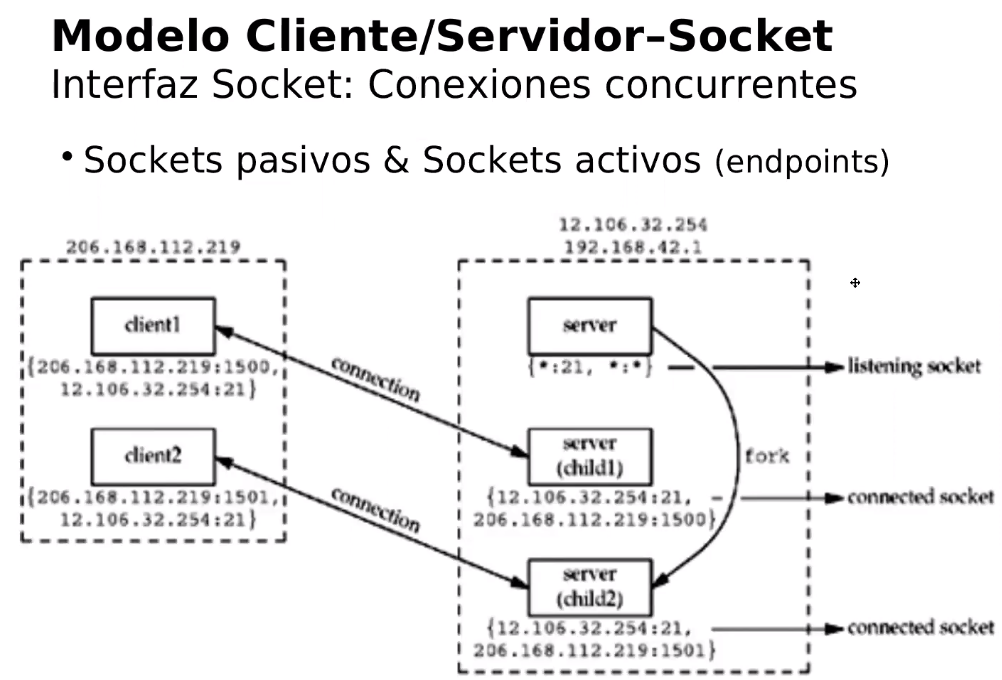 Modelo Cliente/Servidor–Socket
Interfaz Socket: Conexiones concurrentes
• Sockets pasivos & Sockets activos (endpoints)
206.168.112.219
12.106.32.254
192.168.42.1
client1
{206.168.112.219:1500,
12.106.32.254:21}
client2
{206.168.112.219:1501,
12.106.32.254:21}
connection
connection
server
{*:21, *:*}
listening socket
server
(child1)
{12.106.32.254:21,
206.168.112.219:1500}
connected socket
fork
server
(child2)
{12.106.32.254:21,
206.168.112.219:1501}
connected socket